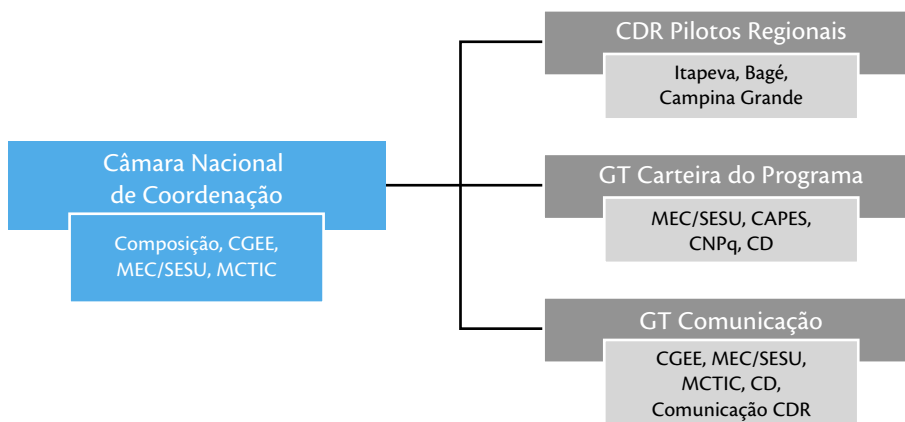 Câmara Nacional
de Coordenação
Composição, CGEE,
MEC/SESU, MCTIC
CDR Pilotos Regionais
Itapeva, Bagé,
Campina Grande
GT Carteira do Programa
MEC/SESU, CAPES,
CNPq, CD
GT Comunicação
CGEE, MEC/SESU,
MCTIC, CD,
Comunicação CDR